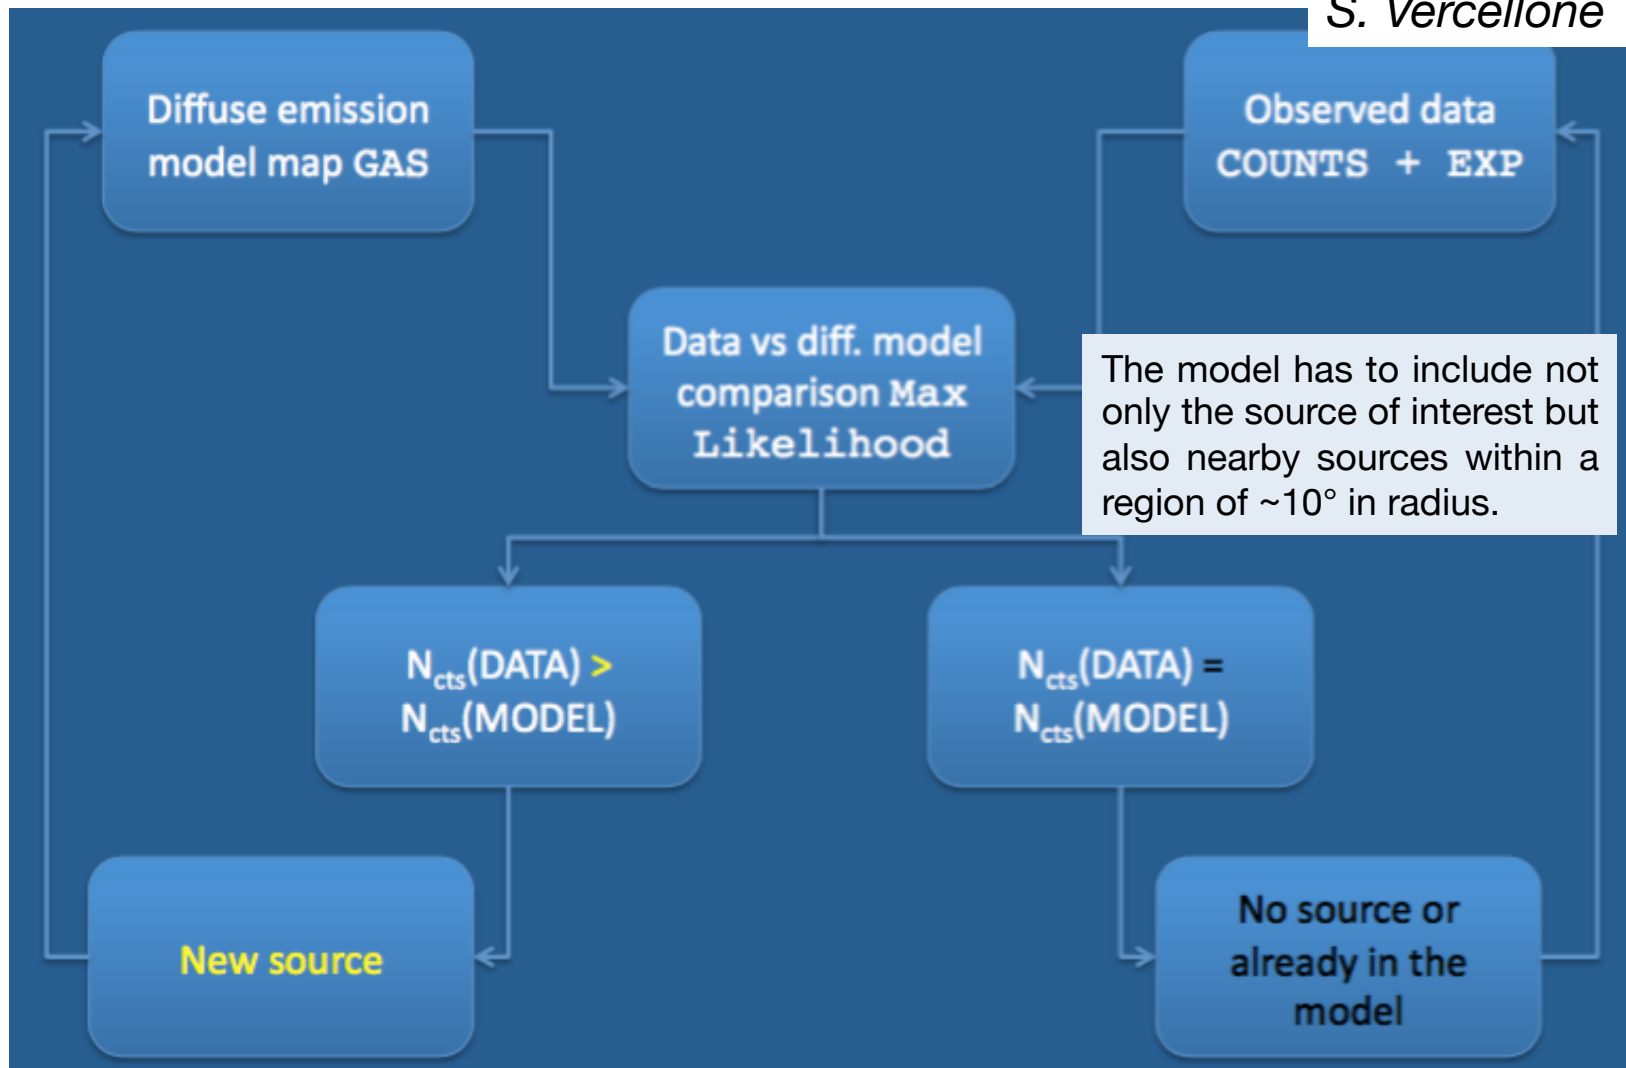 S. Vercellone
Diffuse emission
model map GAS
Observed data
COUNTS + EXP
Data vs diff. model
comparison Max
Likelihood
The model has to include not
only the source of interest but
also nearby sources within a
region of ~10° in radius.
Ncts(DATA) >
Ncts(MODEL)
Ncts(DATA) =
Ncts(MODEL)
New source
No source or
already in the
model